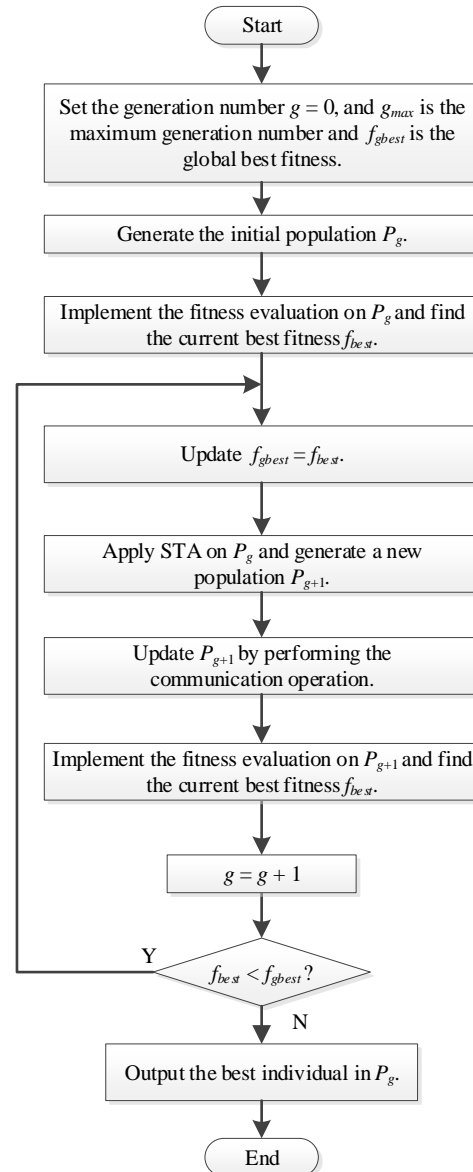 Start
Set the generation number g = 0, and gmax is the
maximum generation number and fgbest is the
global best fitness.
Generate the initial population Pg.
Implement the fitness evaluation on Pg and find
the current best fitness fbest.
Update fgbest = fbest.
Apply STA on Pg and generate a new
population Pg+1.
Update Pg+1 by performing the
communication operation.
Implement the fitness evaluation on Pg+1 and find
the current best fitness fbest.
g = g + 1
Y
fbest < fgbest ?
N
Output the best individual in Pg.
End